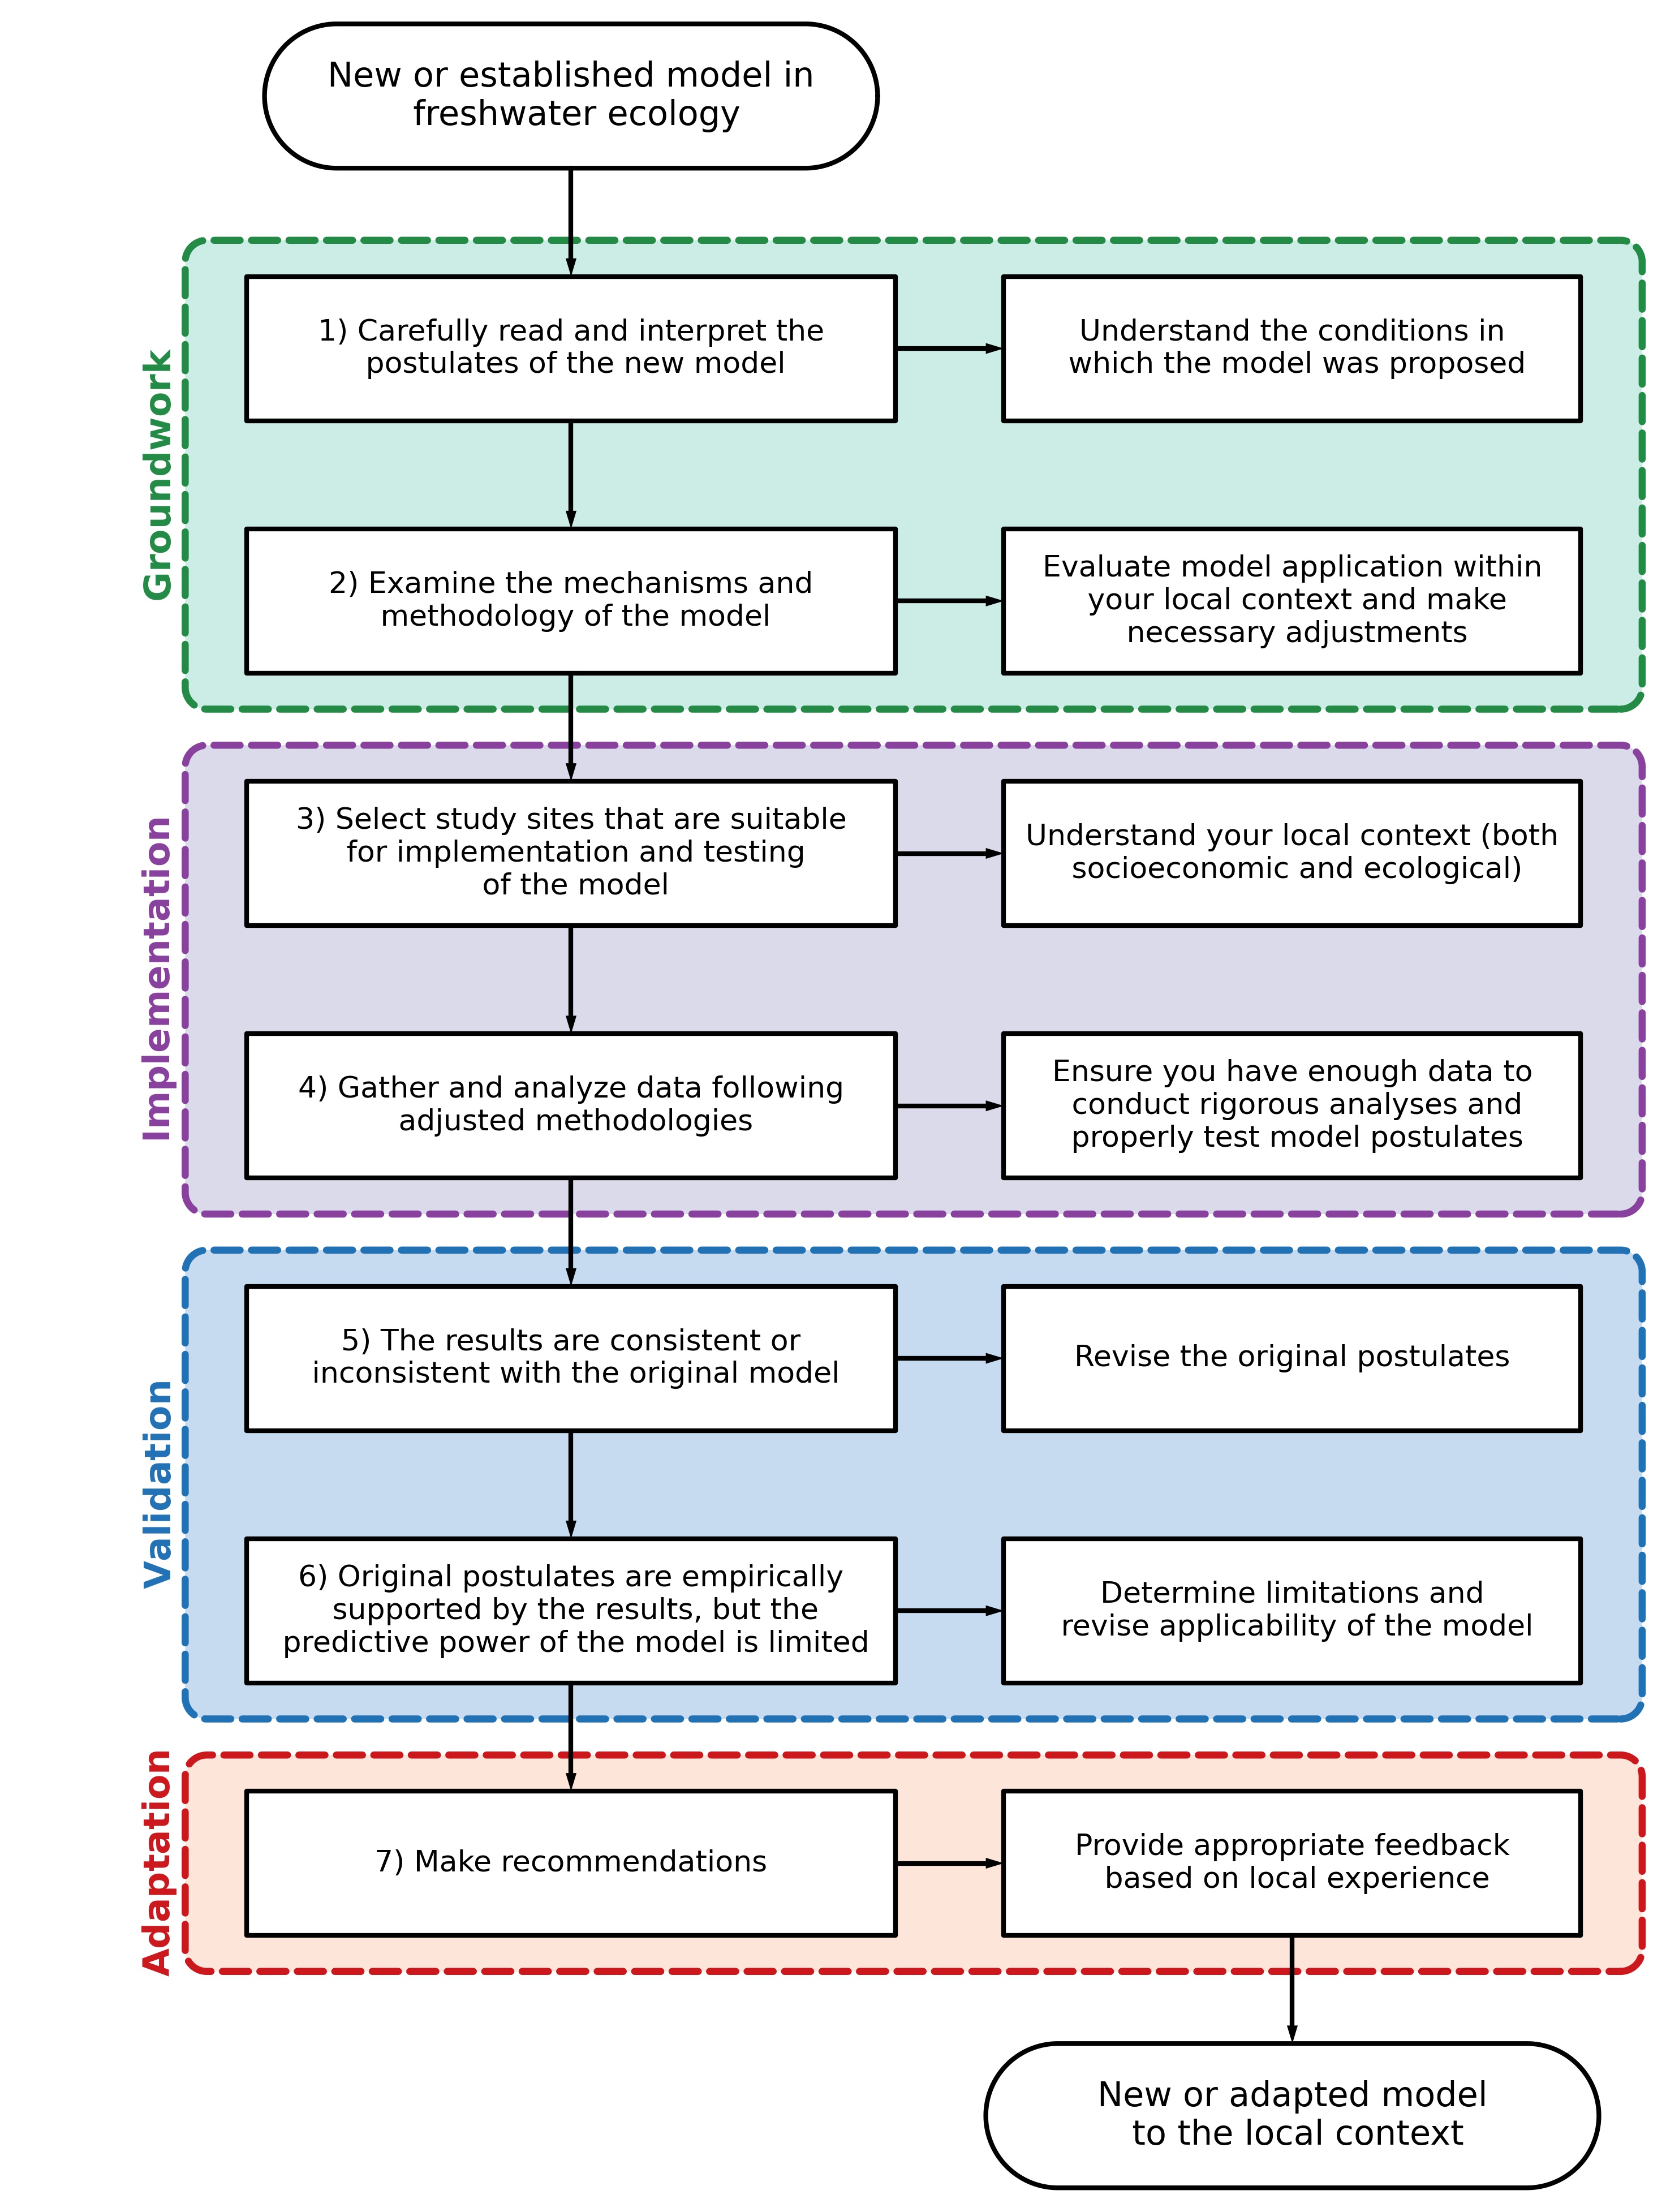 New or established model in
freshwater ecology
Groundwork
1) Carefully read and interpret the
postulates of the new model
Understand the conditions in
which the model was proposed
2) Examine the mechanisms and
methodology of the model
Evaluate model application within
your local context and make
necessary adjustments
Implementation
3) Select study sites that are suitable
for implementation and testing
of the model
Understand your local context (both
socioeconomic and ecological)
4) Gather and analyze data following
adjusted methodologies
Ensure you have enough data to
conduct rigorous analyses and
properly test model postulates
Validation
5) The results are consistent or
inconsistent with the original model
Revise the original postulates
6) Original postulates are empirically
supported by the results, but the
predictive power of the model is limited
Determine limitations and
revise applicability of the model
Adaptation
7) Make recommendations
Provide appropriate feedback
based on local experience
New or adapted model
to the local context